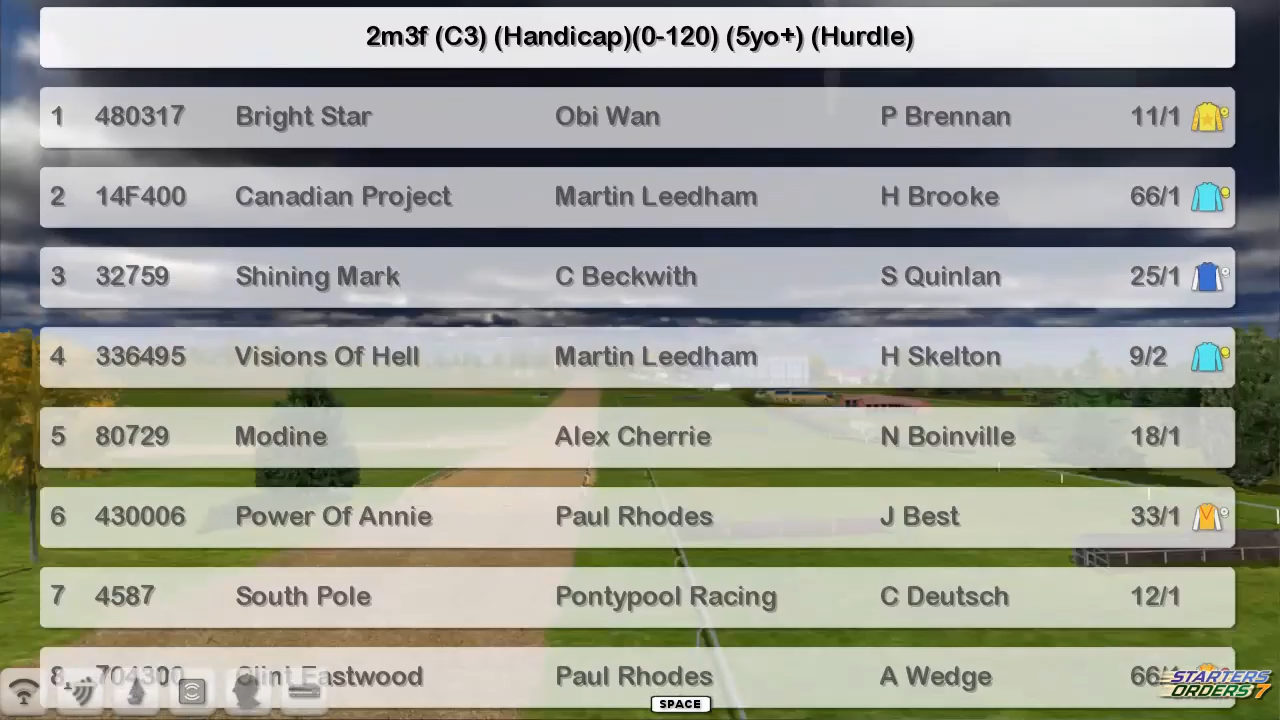 2m3f (C3) (Handicap)(0-120) (5yo+) (Hurdle)
1 480317 Bright Star Obi Wan P Brennan 11/1
2 14F400 Canadian Project Martin Leedham H Brooke 66/1
3 32759 Shining Mark C Beckwith S Quinlan 25/1
4 336495 Visions Of Hell Martin Leedham H Skelton 9/2
5 80729 Modine Alex Cherrie N Boinville 18/1
6 430006 Power Of Annie Paul Rhodes J Best 33/1
7 4587 South Pole Pontypool Racing C Deutsch 12/1
8 704300 Clint Eastwood Paul Rhodes A Wedge
SPACE
STARTERS
ORDERS 7